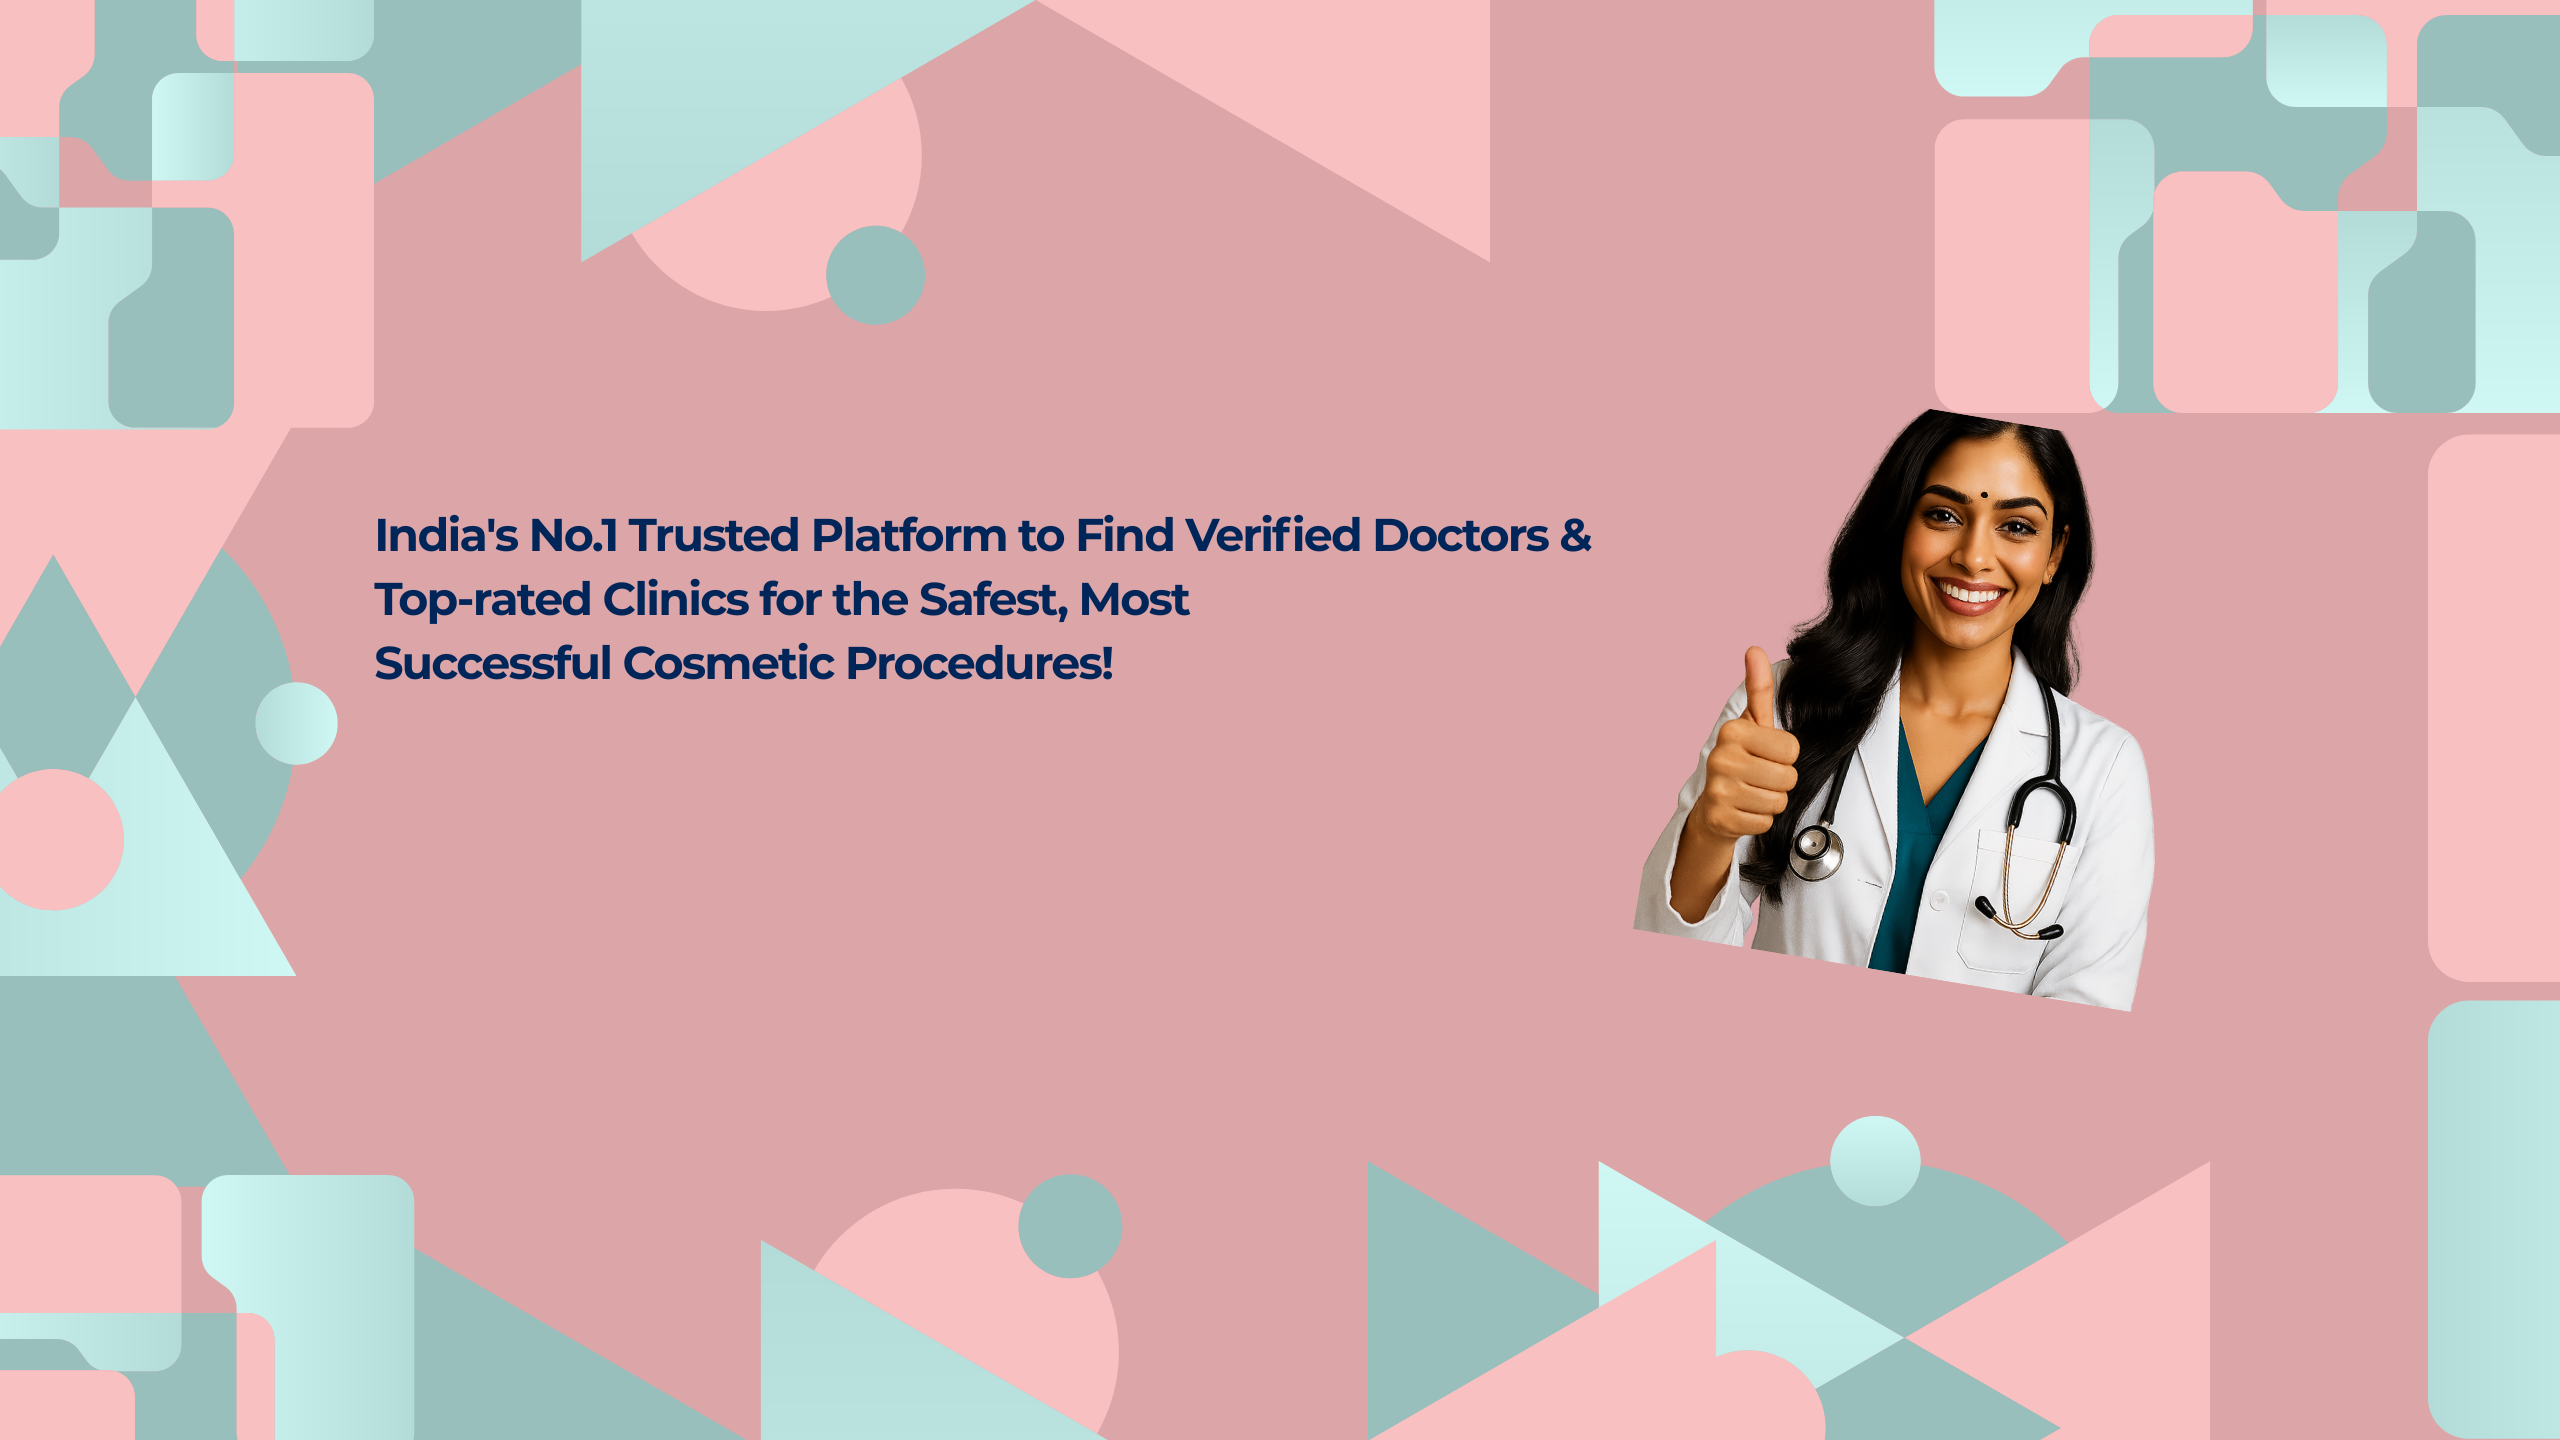 India's No.1 Trusted Platform to Find Verified Doctors &
Top-rated Clinics for the Safest, Most
Successful Cosmetic Procedures!